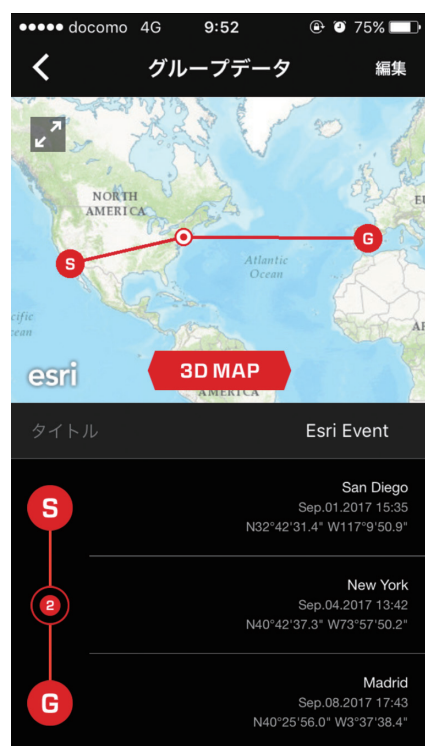 docomo 4G 9:52 75%
グループデータ 編集
NORTH
AMERICA
S
G
Atlantic
Ocean
esri
3D MAP
AMERICA
タイトル Esri Event
S
San Diego
Sep.01.2017 15:35
N32°42'31.4" W117°9'50.9"
2
New York
Sep.04.2017 13:42
N40°42'37.3" W73°57'50.2"
G
Madrid
Sep.08.2017 17:43
N40°25'56.0" W3°37'38.4"